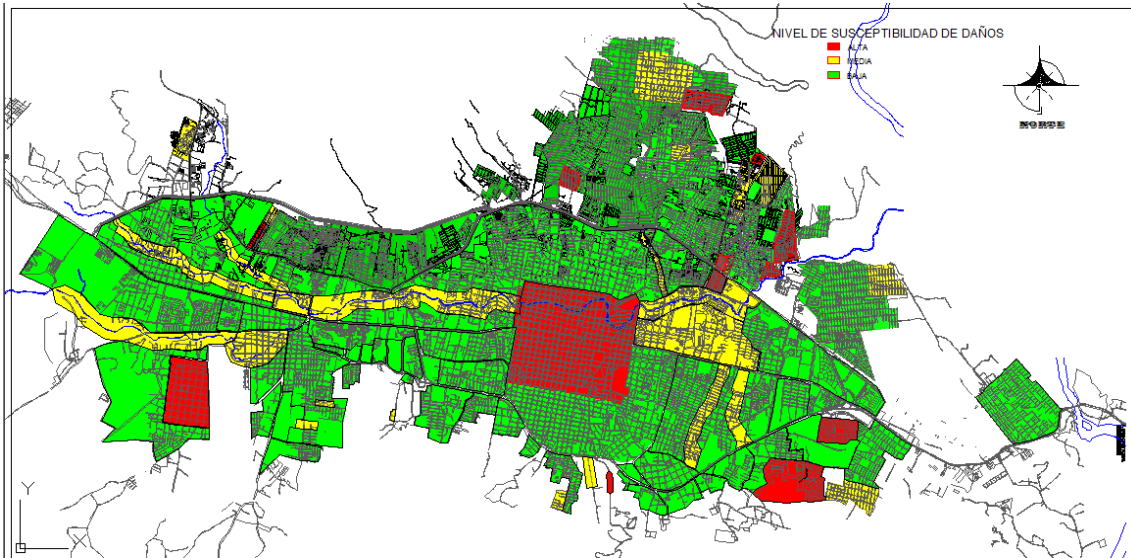 NIVEL DE SUSCEPTIBILIDAD DE DAÑOS
ALTA
MEDIA
BAJA
NORTE
Y